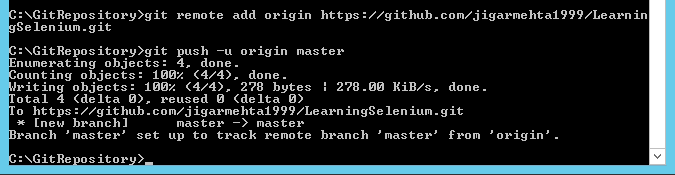 C:\GitRepository>git remote add origin https://github.com/jigarmehta1999/Learnin
gSelenium.git
C:\GitRepository>git push -u origin master
Enumerating objects: 4, done.
Counting objects: 100% (4/4), done.
Writing objects: 100% (4/4), 278 bytes | 278.00 KiB/s, done.
Total 4 (delta 0), reused 0 (delta 0)
To https://github.com/jigarmehta1999/LearningSelenium.git
 * [new branch]      master -> master
Branch 'master' set up to track remote branch 'master' from 'origin'.
C:\GitRepository>_